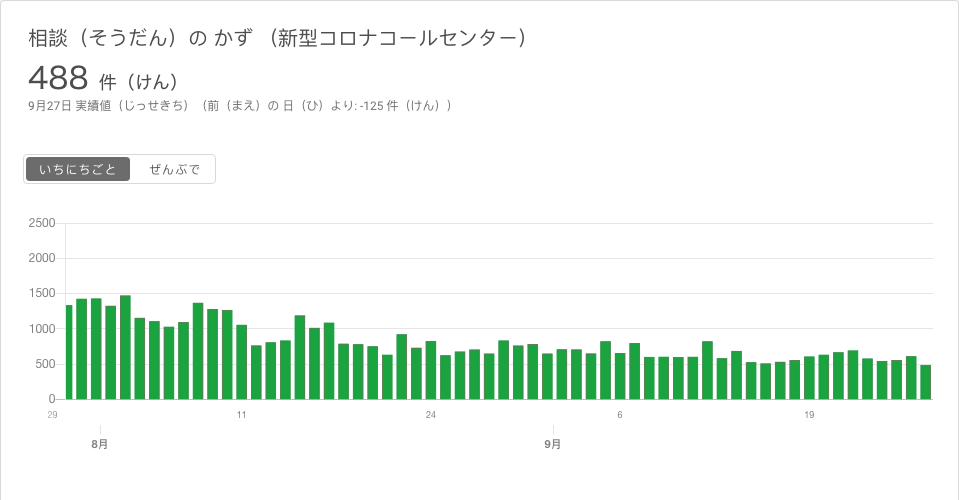 相談（そうだん）の かず （新型コロナコールセンター）
488 件（けん）
9月27日 実績値（じっせきち）（前（まえ）の 日（ひ）より: -125 件（けん））
いちにちごと ぜんぶで
2500
2000
1500
1000
500
0
29 11 24 6 19
8月 9月